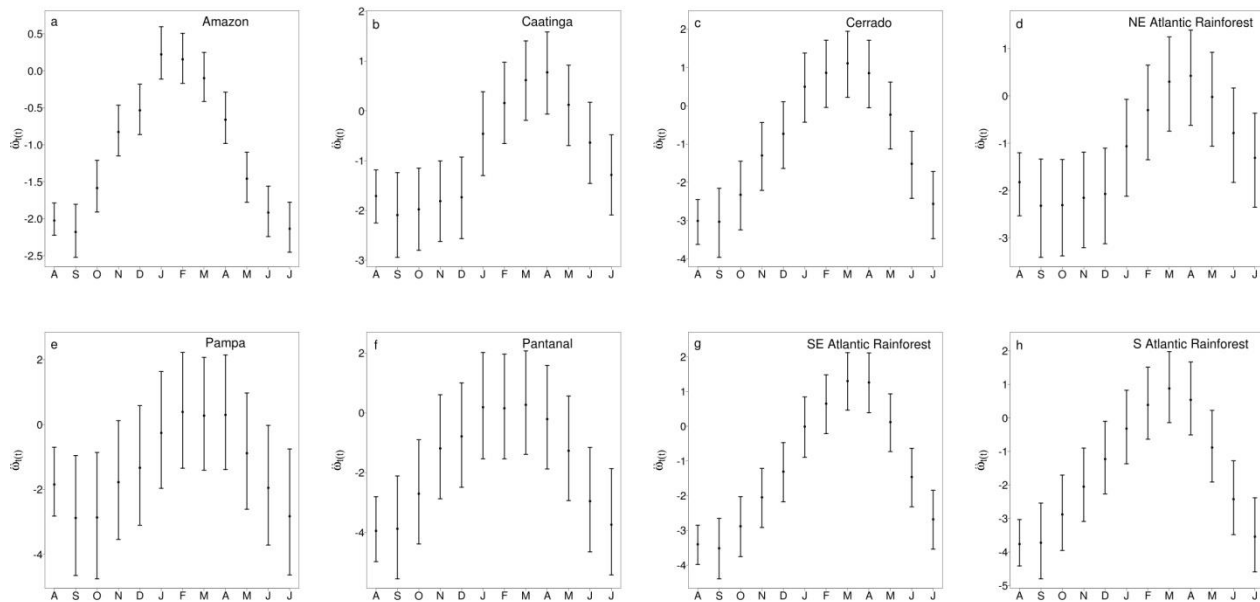 a Amazon
0.5
0.0
-0.5
-1.0
-1.5
-2.0
-2.5
ω̈l(t)
A S O N D J F M A M J J
b Caatinga
2
1
0
-1
-2
-3
ω̈l(t)
A S O N D J F M A M J J
c Cerrado
2
1
0
-1
-2
-3
-4
ω̈l(t)
A S O N D J F M A M J J
d NE Atlantic Rainforest
1
0
-1
-2
-3
ω̈l(t)
A S O N D J F M A M J J
e Pampa
2
0
-2
-4
ω̈l(t)
A S O N D J F M A M J J
f Pantanal
2
0
-2
-4
ω̈l(t)
A S O N D J F M A M J J
g SE Atlantic Rainforest
2
1
0
-1
-2
-3
-4
ω̈l(t)
A S O N D J F M A M J J
h S Atlantic Rainforest
2
1
0
-1
-2
-3
-4
-5
ω̈l(t)
A S O N D J F M A M J J